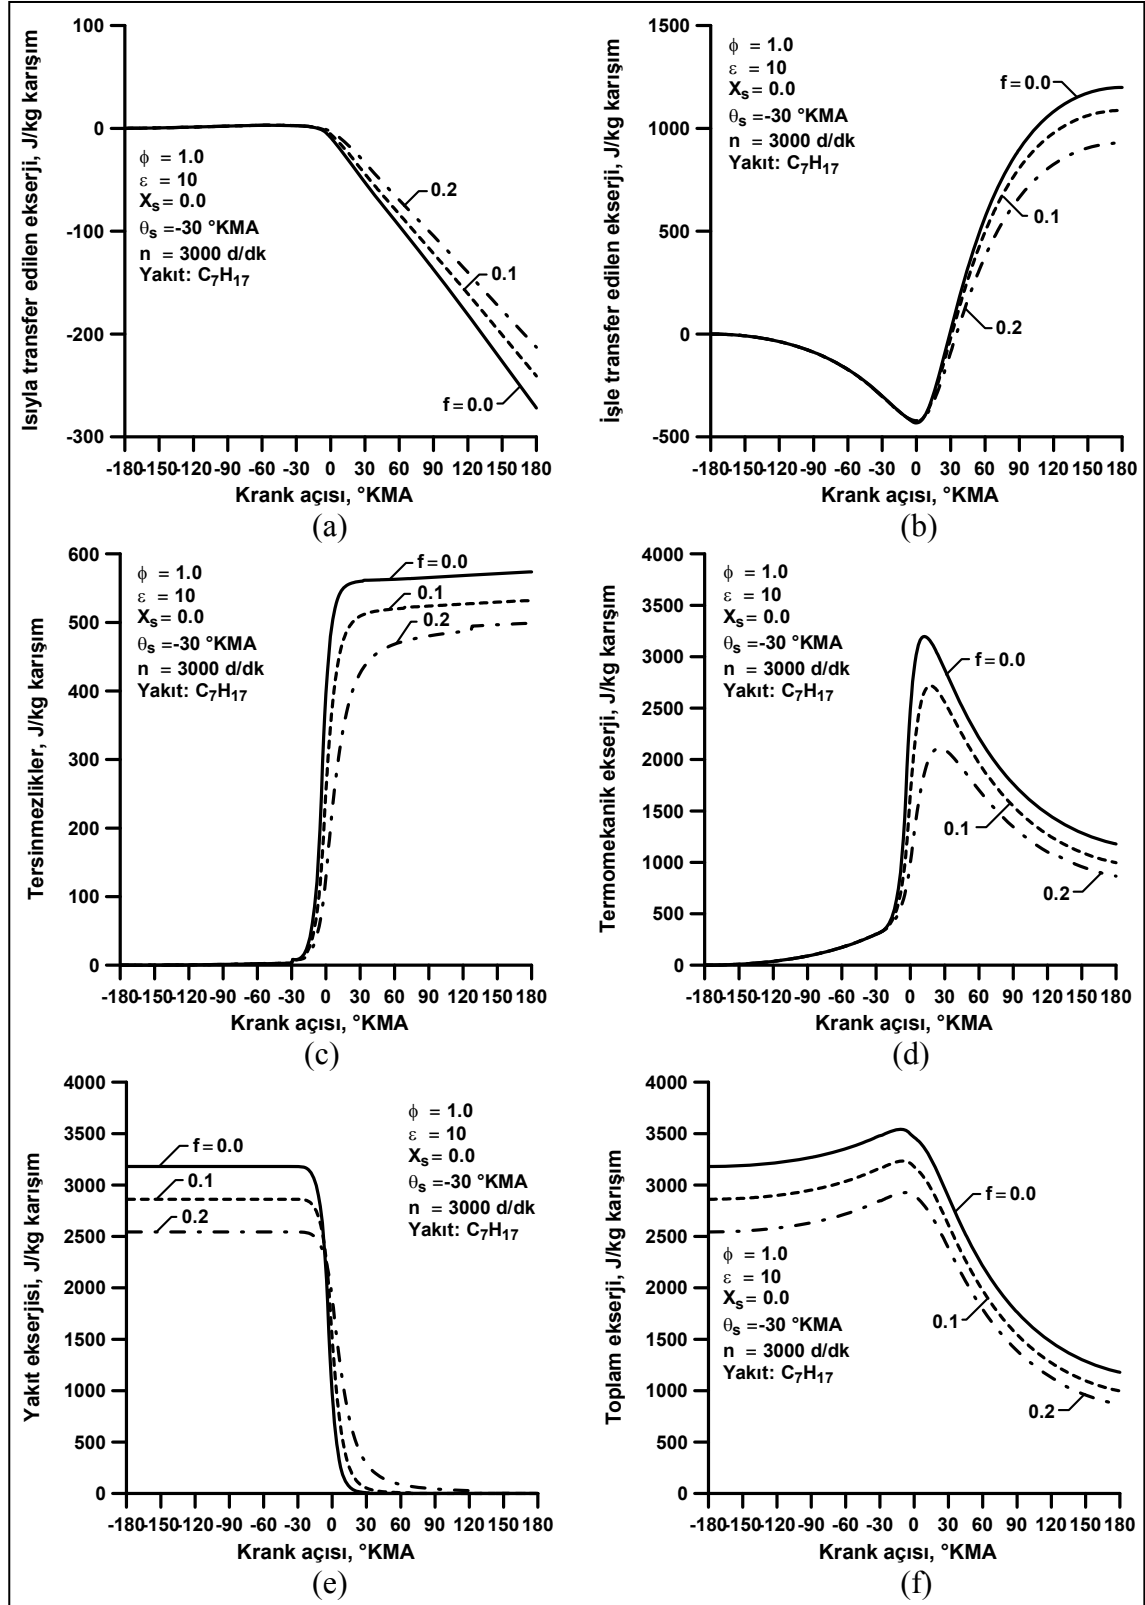 100
0
-100
-200
-300
Isıyla transfer edilen ekserji, J/kg karışım
ϕ = 1.0
ε = 10
Xs = 0.0
θs = -30 °KMA
n = 3000 d/dk
Yakıt: C7H17
0.2
0.1
f = 0.0
-180 -150 -120 -90 -60 -30 0 30 60 90 120 150 180
Krank açısı, °KMA
(a)
1500
1000
500
0
-500
işle transfer edilen ekserji, J/kg karışım
ϕ = 1.0
ε = 10
Xs = 0.0
θs = -30 °KMA
n = 3000 d/dk
Yakıt: C7H17
f = 0.0
0.1
0.2
-180 -150 -120 -90 -60 -30 0 30 60 90 120 150 180
Krank açısı, °KMA
(b)
600
500
400
300
200
100
0
Tersinmezlikler, J/kg karışım
ϕ = 1.0
ε = 10
Xs = 0.0
θs = -30 °KMA
n = 3000 d/dk
Yakıt: C7H17
f = 0.0
0.1
0.2
-180 -150 -120 -90 -60 -30 0 30 60 90 120 150 180
Krank açısı, °KMA
(c)
4000
3500
3000
2500
2000
1500
1000
500
0
Termomekanik ekserji, J/kg karışım
ϕ = 1.0
ε = 10
Xs = 0.0
θs = -30 °KMA
n = 3000 d/dk
Yakıt: C7H17
f = 0.0
0.1
0.2
-180 -150 -120 -90 -60 -30 0 30 60 90 120 150 180
Krank açısı, °KMA
(d)
4000
3500
3000
2500
2000
1500
1000
500
0
Yakıt ekserjisi, J/kg karışım
f = 0.0
0.1
0.2
ϕ = 1.0
ε = 10
Xs = 0.0
θs = -30 °KMA
n = 3000 d/dk
Yakıt: C7H17
-180 -150 -120 -90 -60 -30 0 30 60 90 120 150 180
Krank açısı, °KMA
(e)
4000
3500
3000
2500
2000
1500
1000
500
0
Toplam ekserji, J/kg karışım
f = 0.0
ϕ = 1.0
ε = 10
Xs = 0.0
θs = -30 °KMA
n = 3000 d/dk
Yakıt: C7H17
0.1
0.2
-180 -150 -120 -90 -60 -30 0 30 60 90 120 150 180
Krank açısı, °KMA
(f)